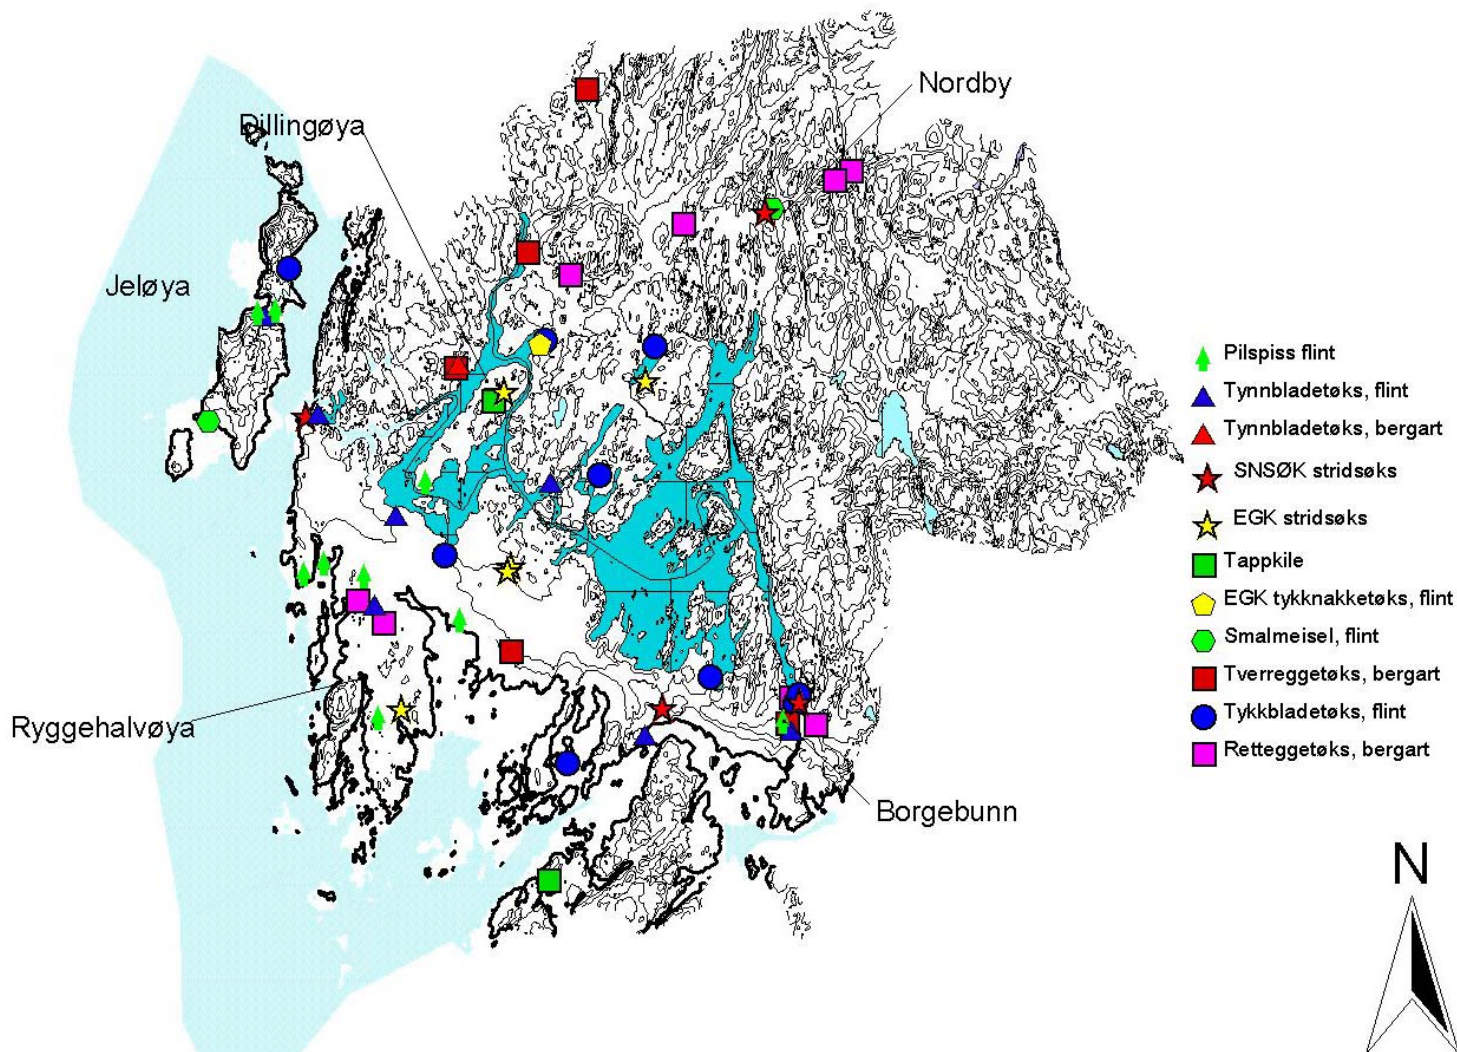 Nordby
Dillingøya
Jeløya
Ryggehalvøya
Borgebunn
Pilspiss flint
Tynnbladetøks, flint
Tynnbladetøks, bergart
SNSØK stridsøks
EGK stridsøks
Tappkile
EGK tykknakketøks, flint
Smalmeisel, flint
Tverreggetøks, bergart
Tykkbladetøks, flint
Retteggetøks, bergart
N